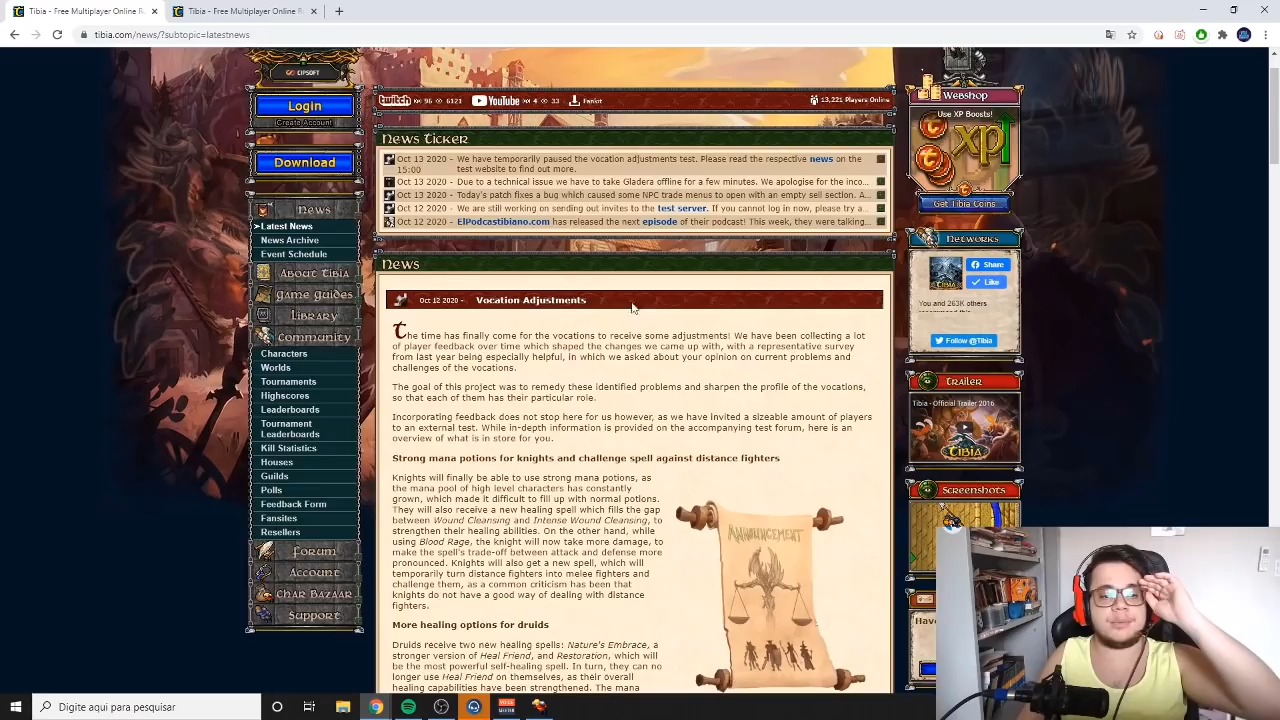 Tibia - Free Multiplayer Online R
Tibia - Free Multiplayer Online R
tibia.com/news/?subtopic=latestnews
CIPSOFT
Login
Create Account
Download
News
Latest News
News Archive
Event Schedule
About Tibia
Game Guides
Library
Community
Characters
Worlds
Tournaments
Highscores
Leaderboards
Tournament
Leaderboards
Kill Statistics
Houses
Guilds
Polls
Feedback Form
Fansites
Resellers
Forum
Account
Char Bazaar
Support
twitch 96 6121 YouTube 4 33 Fankit 13,221 Players Online
News Ticker
Oct 13 2020 - We have temporarily paused the vocation adjustments test. Please read the respective news on the
15:00 test website to find out more.
Oct 13 2020 - Due to a technical issue we have to take Gladera offline for a few minutes. We apologise for the inco...
Oct 13 2020 - Today's patch fixes a bug which caused some NPC trade menus to open with an empty sell section. A...
Oct 12 2020 - We are still working on sending out invites to the test server. If you cannot log in now, please try a...
Oct 12 2020 - ElPodcastibiano.com has released the next episode of their podcast! This week, they were talking...
News
Oct 12 2020 - Vocation Adjustments
The time has finally come for the vocations to receive some adjustments! We have been collecting a lot
of player feedback over time which shaped the changes we came up with, with a representative survey
from last year being especially helpful, in which we asked about your opinion on current problems and
challenges of the vocations.
The goal of this project was to remedy these identified problems and sharpen the profile of the vocations,
so that each of them has their particular role.
Incorporating feedback does not stop here for us however, as we have invited a sizeable amount of players
to an external test. While in-depth information is provided on the accompanying test forum, here is an
overview of what is in store for you.
Strong mana potions for knights and challenge spell against distance fighters
Knights will finally be able to use strong mana potions, as
the mana pool of high level characters has constantly
grown, which made it difficult to fill up with normal potions.
They will also receive a new healing spell which fills the gap
between Wound Cleansing and Intense Wound Cleansing, to
strengthen their healing abilities. On the other hand, while
using Blood Rage, the knight will now take more damage, to
make the spell's trade-off between attack and defense more
pronounced. Knights will also get a new spell, which will
temporarily turn distance fighters into melee fighters and
challenge them, as a common criticism has been that
knights do not have a good way of dealing with distance
fighters.
ANNOUNCEMENT
More healing options for druids
Druids receive two new healing spells: Nature's Embrace, a
stronger version of Heal Friend, and Restoration, which will
be the most powerful self-healing spell. In turn, they can no
longer use Heal Friend on themselves, as their overall
healing capabilities have been strengthened. The mana
Webshop
Use XP Boosts!
XP
Get Tibia Coins
Networks
TIBIA
Share
Like
You and 263K others
Follow @Tibia
Trailer
Tibia - Official Trailer 2016
TIBIA
Screenshots
Have
Digite aqui para pesquisar